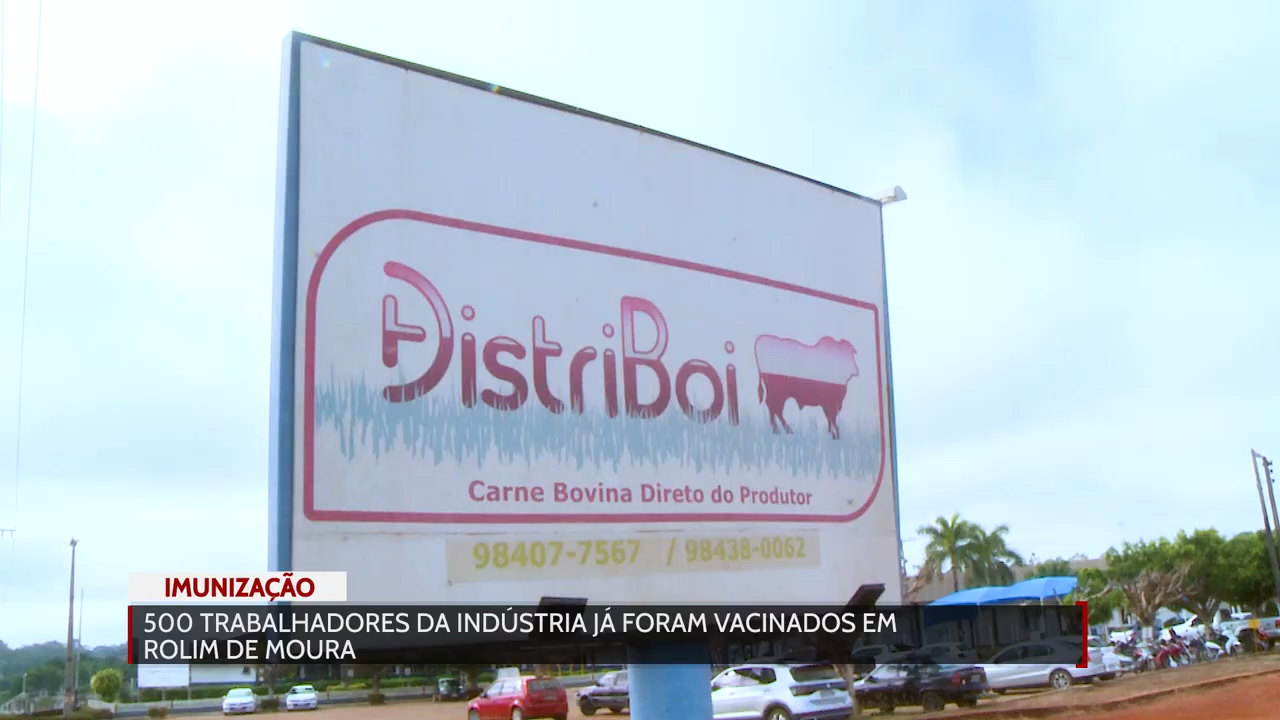 DistriBoi
Carne Bovina Direto do Produtor
98407-7567 / 98438-0062
IMUNIZAÇÃO
500 TRABALHADORES DA INDÚSTRIA JÁ FORAM VACINADOS EM
ROLIM DE MOURA